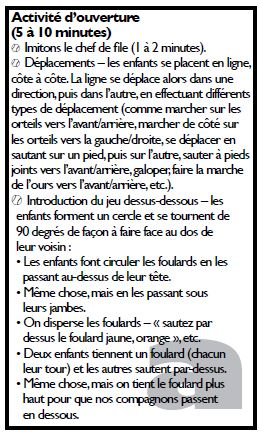 Activité d'ouverture
(5 à 10 minutes)
Imitons le chef de file (1 à 2 minutes).
Déplacements – les enfants se placent en ligne,
côte à côte. La ligne se déplace alors dans une
direction, puis dans l'autre, en effectuant différents
types de déplacement (comme marcher sur les
orteils vers l'avant/arrière, marcher de côté sur
les orteils vers la gauche/droite, se déplacer en
sautant sur un pied, puis sur l'autre, sauter à pieds
joints vers l'avant/arrière, galoper, faire la marche
de l'ours vers l'avant/arrière, etc.).
Introduction du jeu dessus-dessous – les
enfants forment un cercle et se tournent de
90 degrés de façon à faire face au dos de
leur voisin :
• Les enfants font circuler les foulards en les
passant au-dessus de leur tête.
• Même chose, mais en les passant sous
leurs jambes.
• On disperse les foulards – « sautez par
dessus le foulard jaune, orange », etc.
• Deux enfants tiennent un foulard (chacun
leur tour) et les autres sautent par-dessus.
• Même chose, mais on tient le foulard plus
haut pour que nos compagnons passent
en dessous.
a